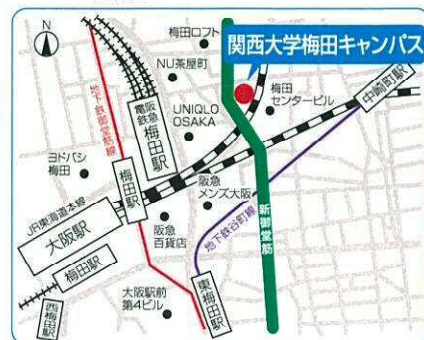 N
梅田ロフト
関西大学梅田キャンパス
NU茶屋町
地下鉄御堂筋線
阪急電鉄
梅田駅
UNIQLO
OSAKA
梅田
センタービル
中崎町駅
ヨドバシ
梅田
梅田駅
JR東海道本線
大阪駅
阪急
メンズ大阪
阪急
百貨店
地下鉄谷町線
新御堂筋
梅田駅
西梅田駅
大阪駅前
第4ビル
東梅田駅